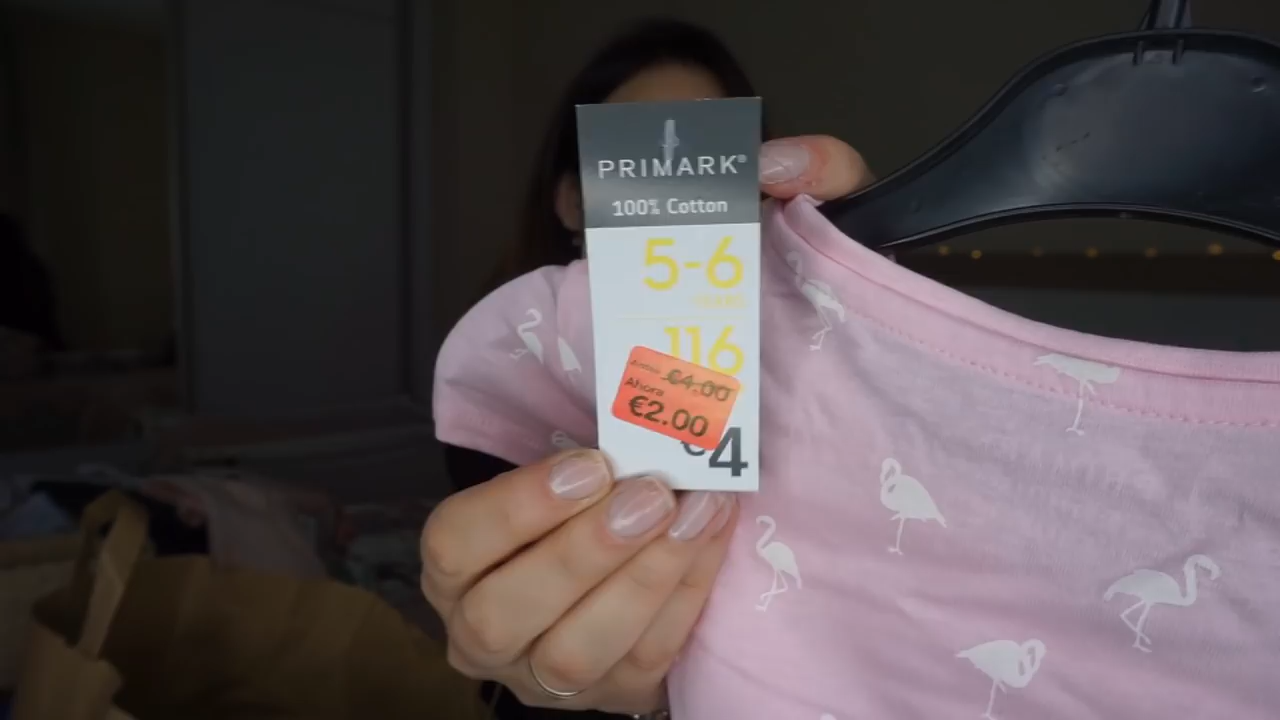 PRIMARK®
100% Cotton
5-6
YEARS
116
Antes €4.00
Ahora
€2.00
€4